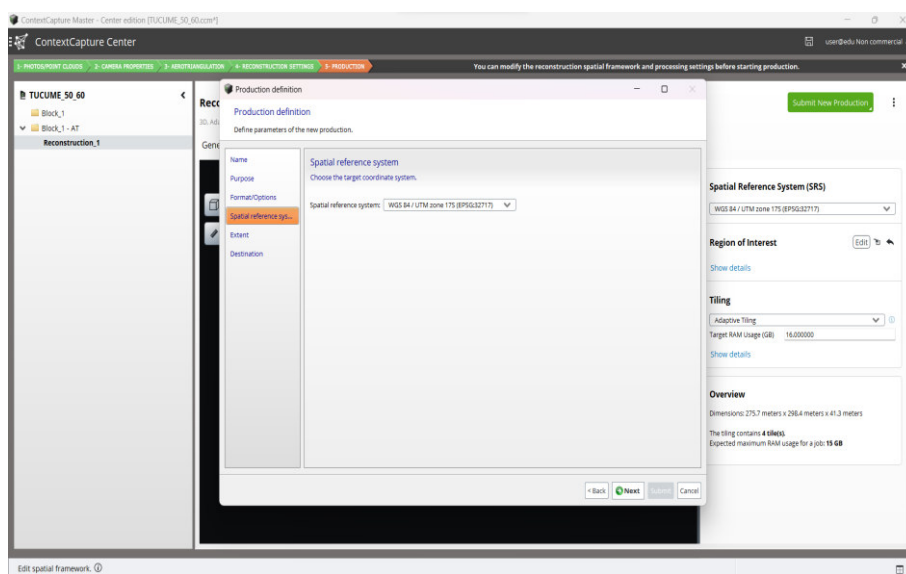 ContextCapture Master - Center edition [TUCUME_50_60.ccm*]
ContextCapture Center
user@edu Non commercial
1- PHOTOS/POINT CLOUDS
2- CAMERA PROPERTIES
3- AEROTRIANGULATION
4- RECONSTRUCTION SETTINGS
5- PRODUCTION
You can modify the reconstruction spatial framework and processing settings before starting production.
TUCUME_50_60
Block_1
Block_1 - AT
Reconstruction_1
Reco
3D, Ada
Gene
Submit New Production
Production definition
Production definition
Define parameters of the new production.
Name
Purpose
Format/Options
Spatial reference sys...
Extent
Destination
Spatial reference system
Choose the target coordinate system.
Spatial reference system: WGS 84 / UTM zone 17S (EPSG:32717)
< Back
Next
Submit
Cancel
Spatial Reference System (SRS)
WGS 84 / UTM zone 17S (EPSG:32717)
Region of Interest
Edit
Show details
Tiling
Adaptive Tiling
Target RAM Usage (GB) 16.000000
Show details
Overview
Dimensions: 275.7 meters x 298.4 meters x 41.3 meters
The tiling contains 4 tile(s).
Expected maximum RAM usage for a job: 15 GB
Edit spatial framework.